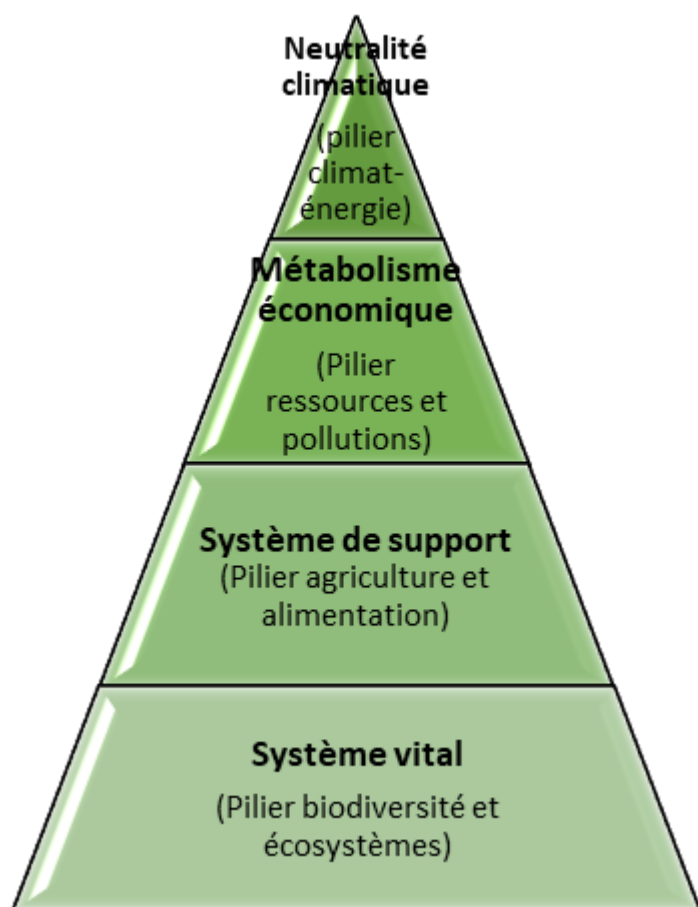 Neutralité
climatique
(pilier
climat-
énergie)
Métabolisme
économique
(Pilier
ressources et
pollutions)
Système de support
(Pilier agriculture et
alimentation)
Système vital
(Pilier biodiversité et
écosystèmes)